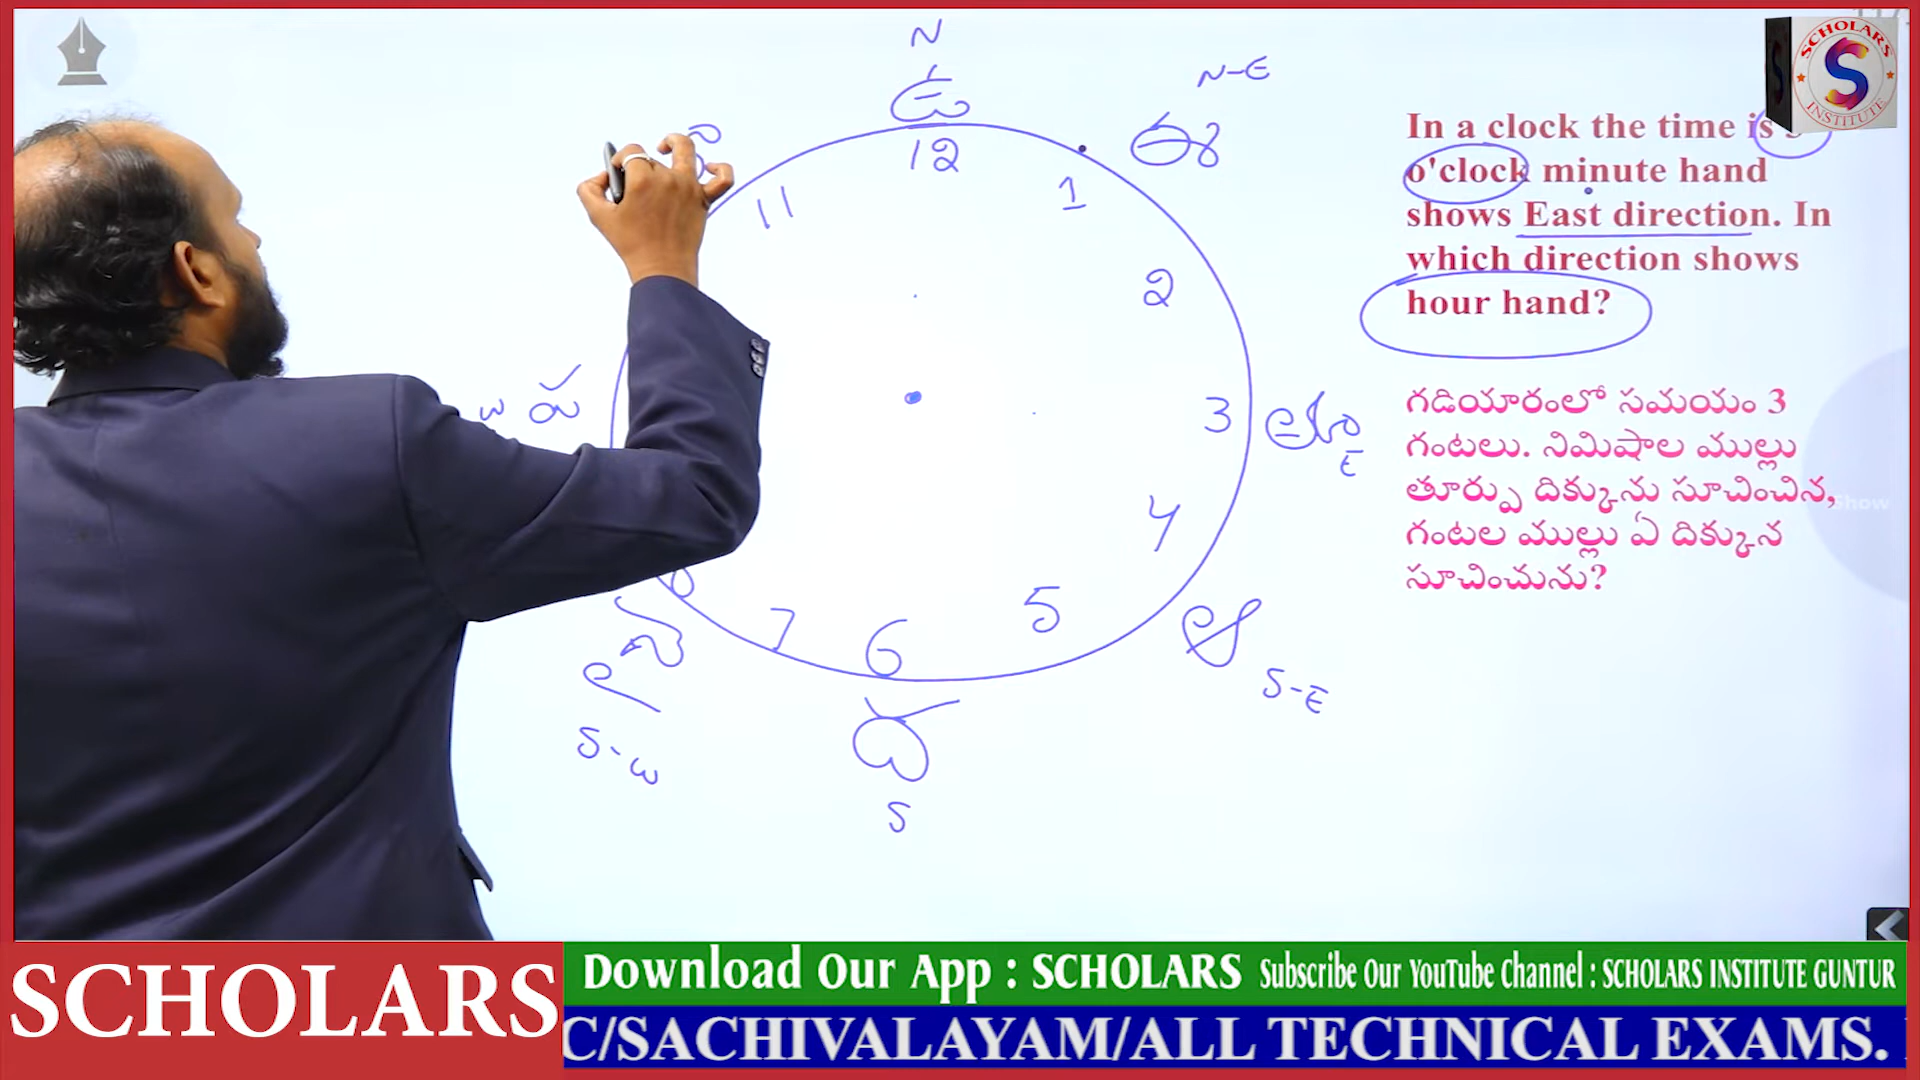 N
N-E
ఉ
ఈ
12
11
1
2
3
తూ
E
4
5
6
7
ప
W
ఆ
S-E
నై
S-W
ద
S
SCHOLARS
S
INSTITUTE
In a clock the time is 3
o'clock minute hand
shows East direction. In
which direction shows
hour hand?
గడియారంలో సమయం 3
గంటలు. నిమిషాల ముల్లు
తూర్పు దిక్కును సూచించిన,
గంటల ముల్లు ఏ దిక్కున
సూచించును?
Show
SCHOLARS
Download Our App : SCHOLARS Subscribe Our YouTube Channel : SCHOLARS INSTITUTE GUNTUR
C/SACHIVALAYAM/ALL TECHNICAL EXAMS.